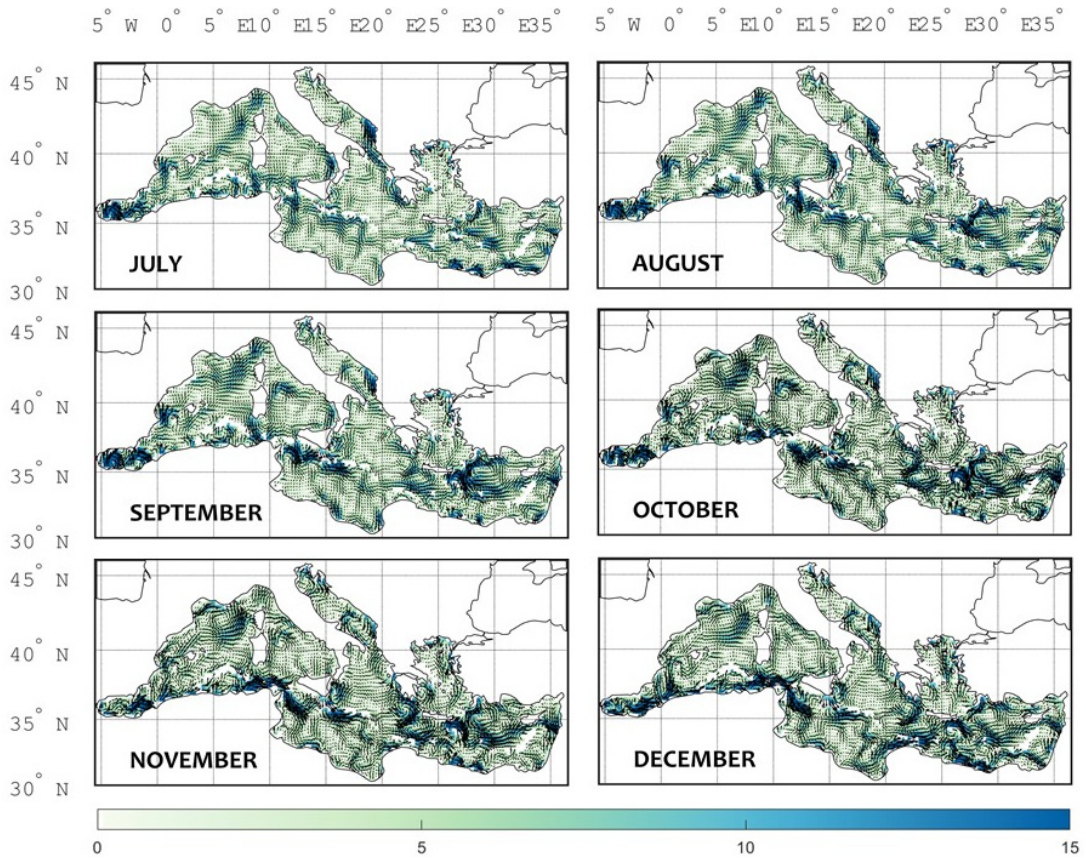 5° W 0° 5° E10° E15° E20° E25° E30° E35° 5° W 0° 5° E10° E15° E20° E25° E30° E35°
45° N
40° N
35° N
30° N
JULY AUGUST
45° N
40° N
35° N
30° N
SEPTEMBER OCTOBER
45° N
40° N
35° N
30° N
NOVEMBER DECEMBER
0 5 10 15